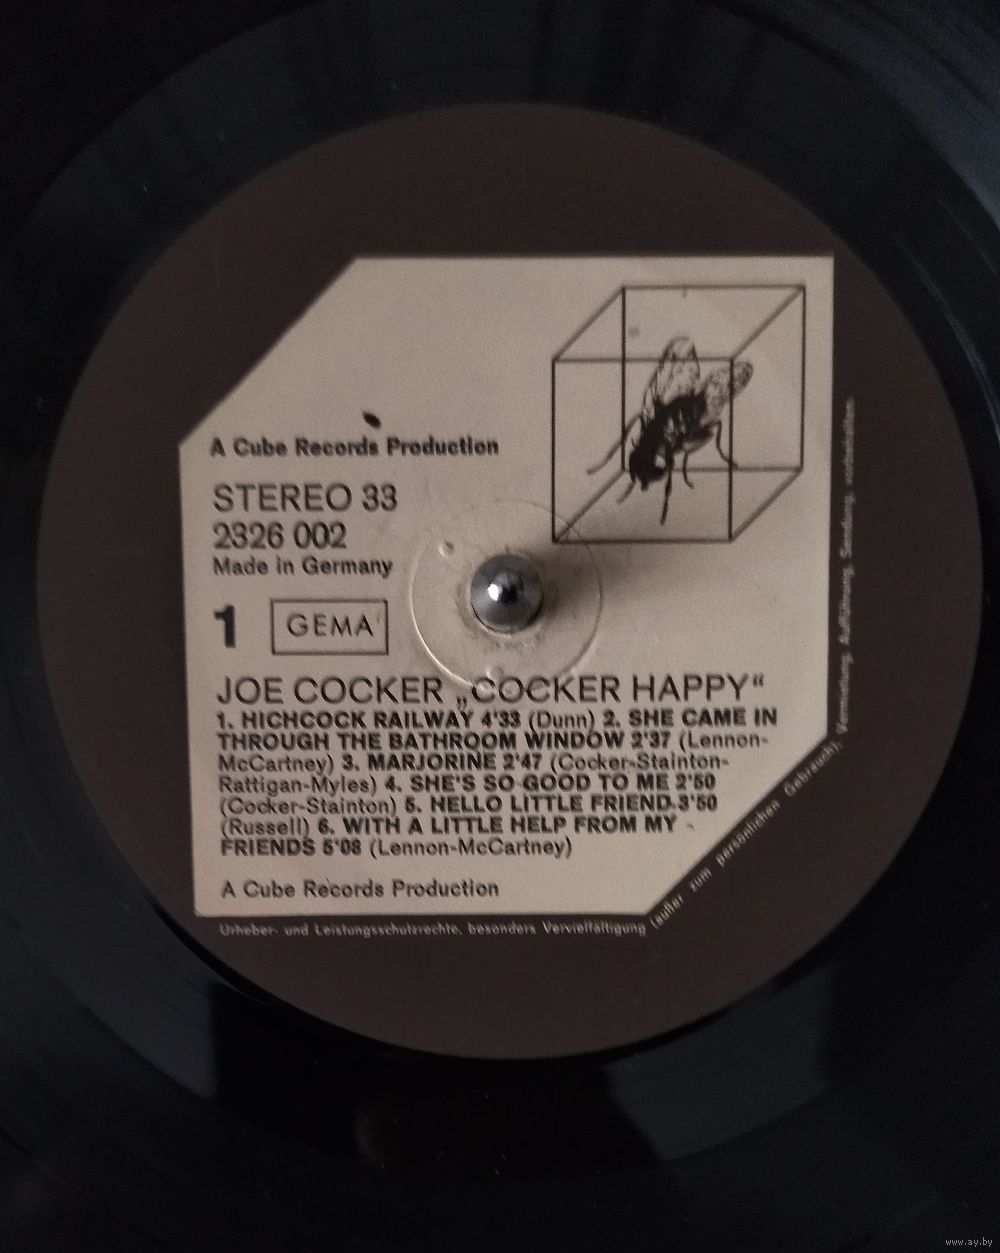 A Cube Records Production
STEREO 33
2326 002
Made in Germany
1 GEMA
JOE COCKER „COCKER HAPPY“
1. HICHCOCK RAILWAY 4'33 (Dunn) 2. SHE CAME IN
THROUGH THE BATHROOM WINDOW 2'37 (Lennon-
McCartney) 3. MARJORINE 2'47 (Cocker-Stainton-
Rattigan-Myles) 4. SHE'S SO GOOD TO ME 2'50
(Cocker-Stainton) 5. HELLO LITTLE FRIEND 3'50
(Russell) 6. WITH A LITTLE HELP FROM MY
FRIENDS 5'08 (Lennon-McCartney)
A Cube Records Production
Urheber- und Leistungsschutzrechte, besonders Vervielfältigung (außer zum persönlichen Gebrauch), Vermietung, Aufführung, Sendung, vorbehalten.
www.ay.by